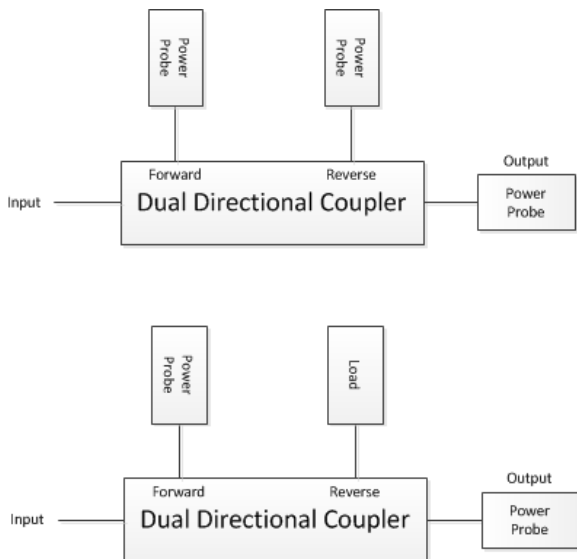 Power
Probe
Power
Probe
Forward
Reverse
Output
Input
Dual Directional Coupler
Power
Probe
Power
Probe
Load
Forward
Reverse
Output
Input
Dual Directional Coupler
Power
Probe